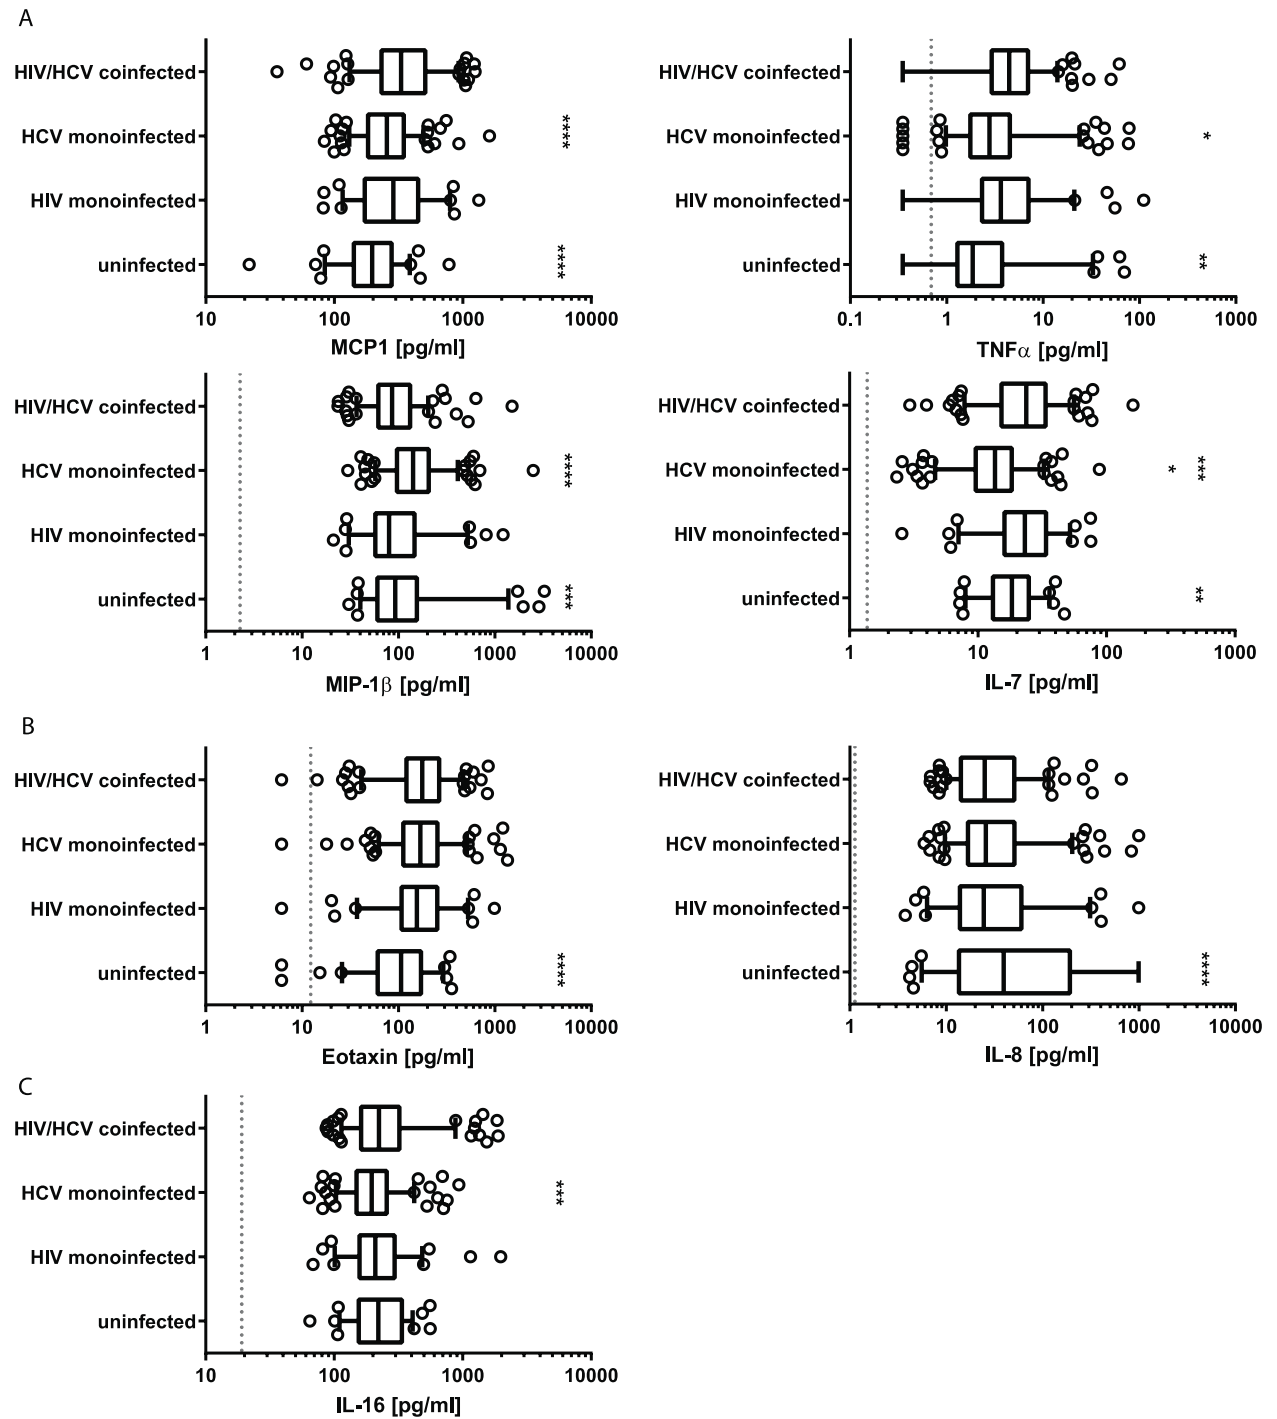 A
HIV/HCV coinfected
HCV monoinfected
****
HIV monoinfected
uninfected
****
10 100 1000 10000
MCP1 [pg/ml]
HIV/HCV coinfected
HCV monoinfected
*
HIV monoinfected
uninfected
**
0.1 1 10 100 1000
TNFα [pg/ml]
HIV/HCV coinfected
HCV monoinfected
****
HIV monoinfected
uninfected
***
1 10 100 1000 10000
MIP-1β [pg/ml]
HIV/HCV coinfected
HCV monoinfected
* ***
HIV monoinfected
uninfected
**
1 10 100 1000
IL-7 [pg/ml]
B
HIV/HCV coinfected
HCV monoinfected
HIV monoinfected
uninfected
****
1 10 100 1000 10000
Eotaxin [pg/ml]
HIV/HCV coinfected
HCV monoinfected
HIV monoinfected
uninfected
****
1 10 100 1000 10000
IL-8 [pg/ml]
C
HIV/HCV coinfected
HCV monoinfected
***
HIV monoinfected
uninfected
10 100 1000 10000
IL-16 [pg/ml]